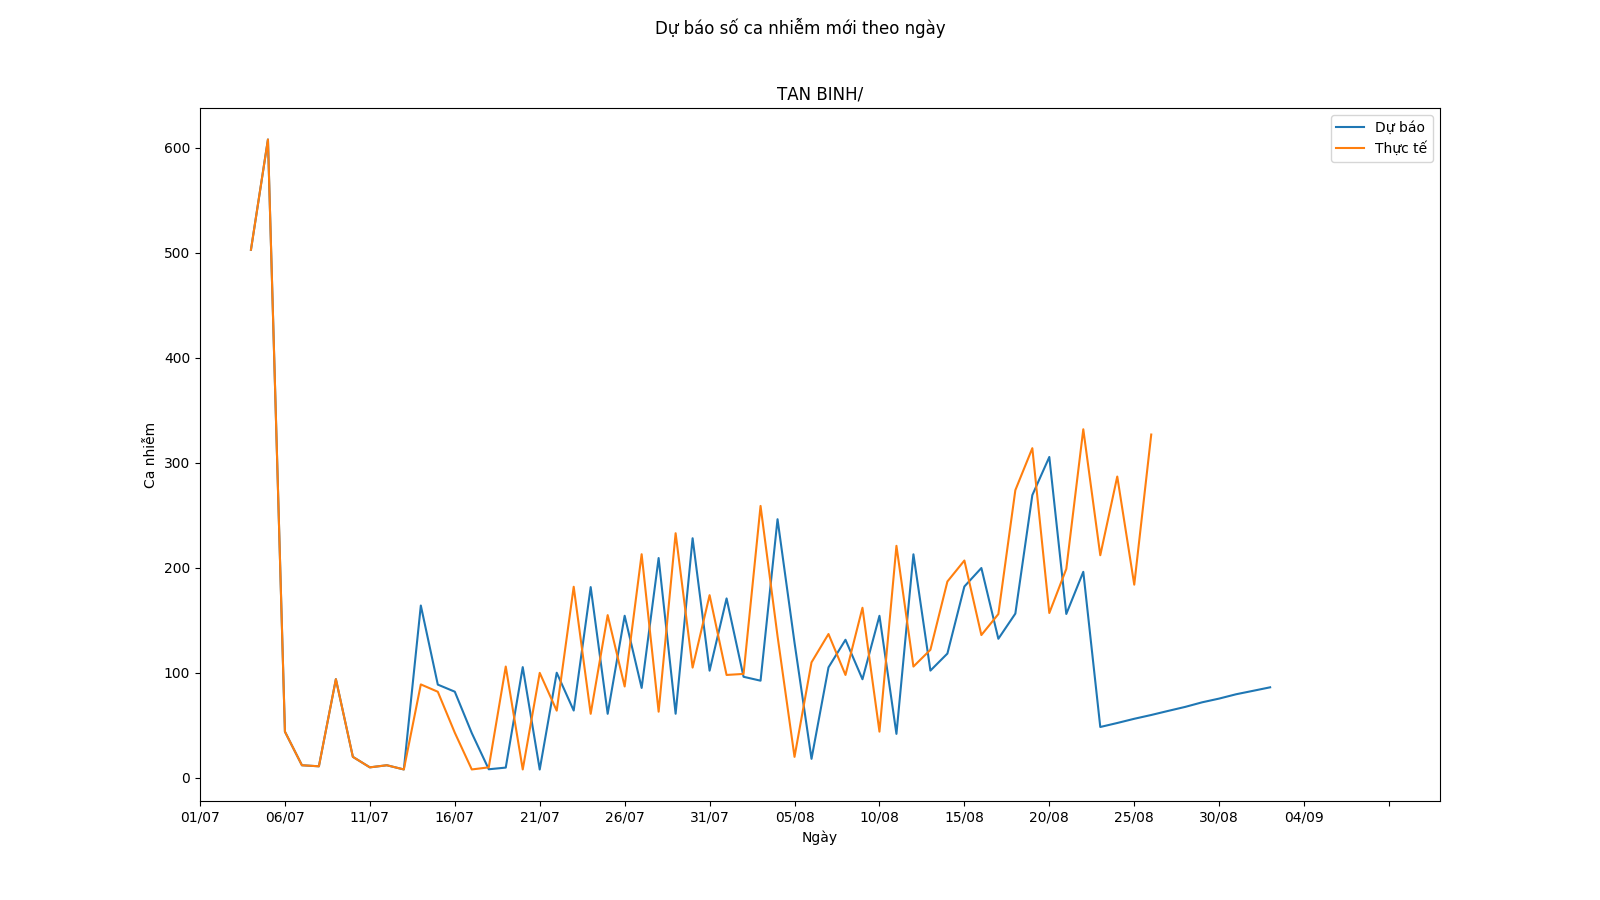 Dự báo số ca nhiễm mới theo ngày
TAN BINH/
Dự báo
Thực tế
600
500
400
300
200
100
0
Ca nhiễm
01/07 06/07 11/07 16/07 21/07 26/07 31/07 05/08 10/08 15/08 20/08 25/08 30/08 04/09
Ngày